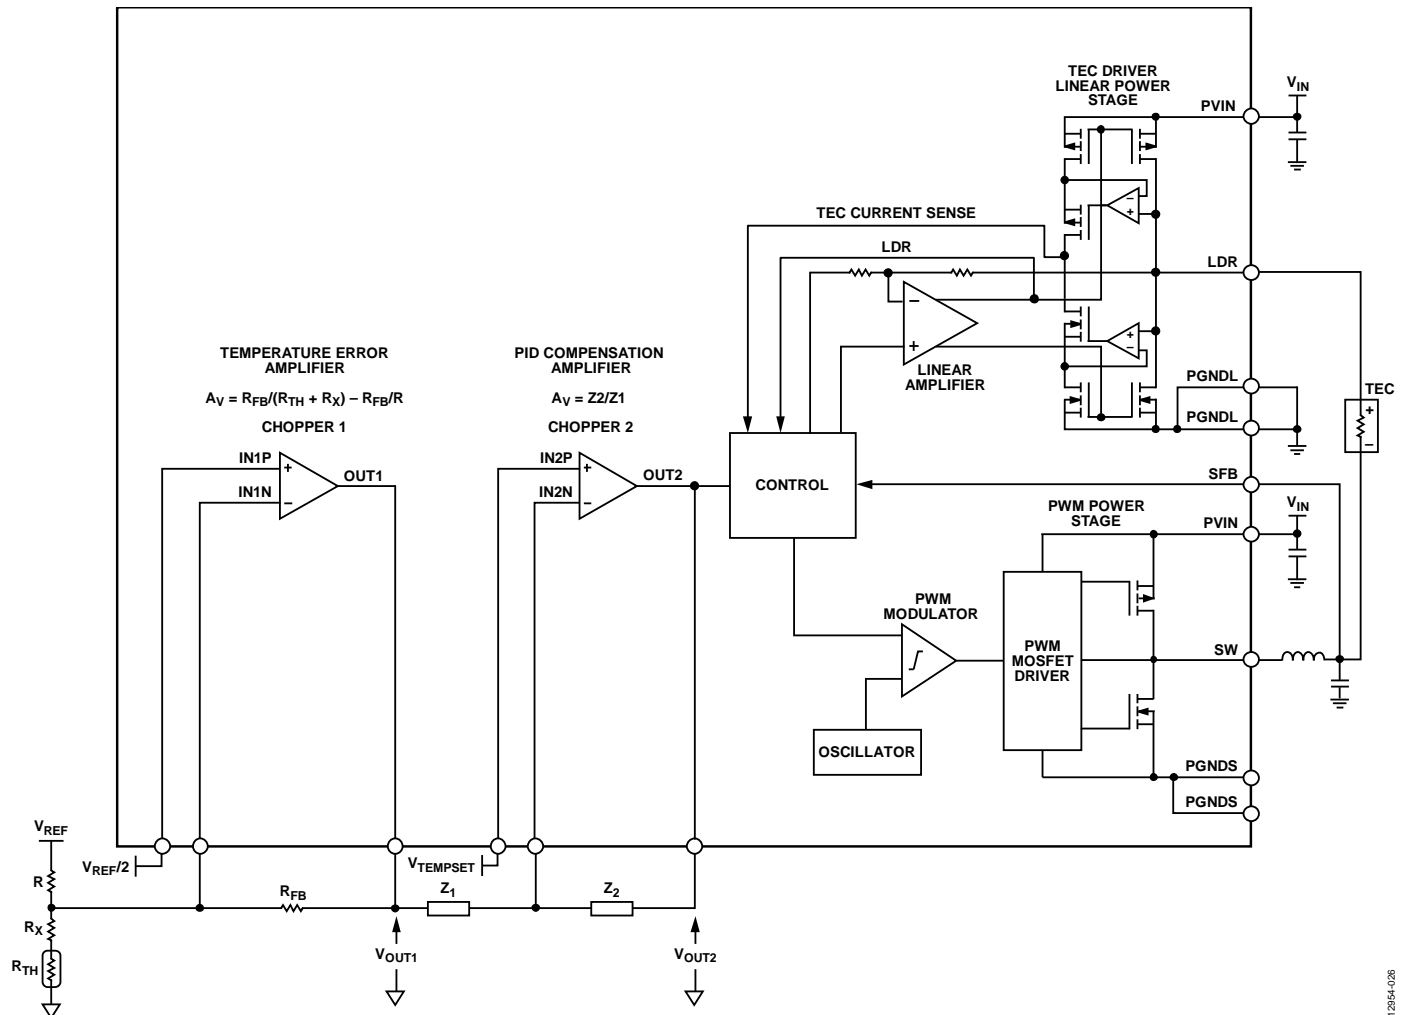 TEC DRIVER
LINEAR POWER
STAGE
VIN
PVIN
TEC CURRENT SENSE
LDR
LDR
−
+
+
−
−
+
LINEAR
AMPLIFIER
PGNDL
PGNDL
TEC
+
−
TEMPERATURE ERROR
AMPLIFIER
AV = RFB/(RTH + RX) – RFB/R
CHOPPER 1
PID COMPENSATION
AMPLIFIER
AV = Z2/Z1
CHOPPER 2
IN1P
+
OUT1
IN1N
−
IN2P
+
OUT2
IN2N
−
CONTROL
SFB
PWM POWER
STAGE
VIN
PVIN
PWM
MODULATOR
PWM
MOSFET
DRIVER
SW
OSCILLATOR
PGNDS
PGNDS
VREF
VREF/2
VTEMPSET
R
RFB
Z1
Z2
RX
RTH
VOUT1
VOUT2
12954-026